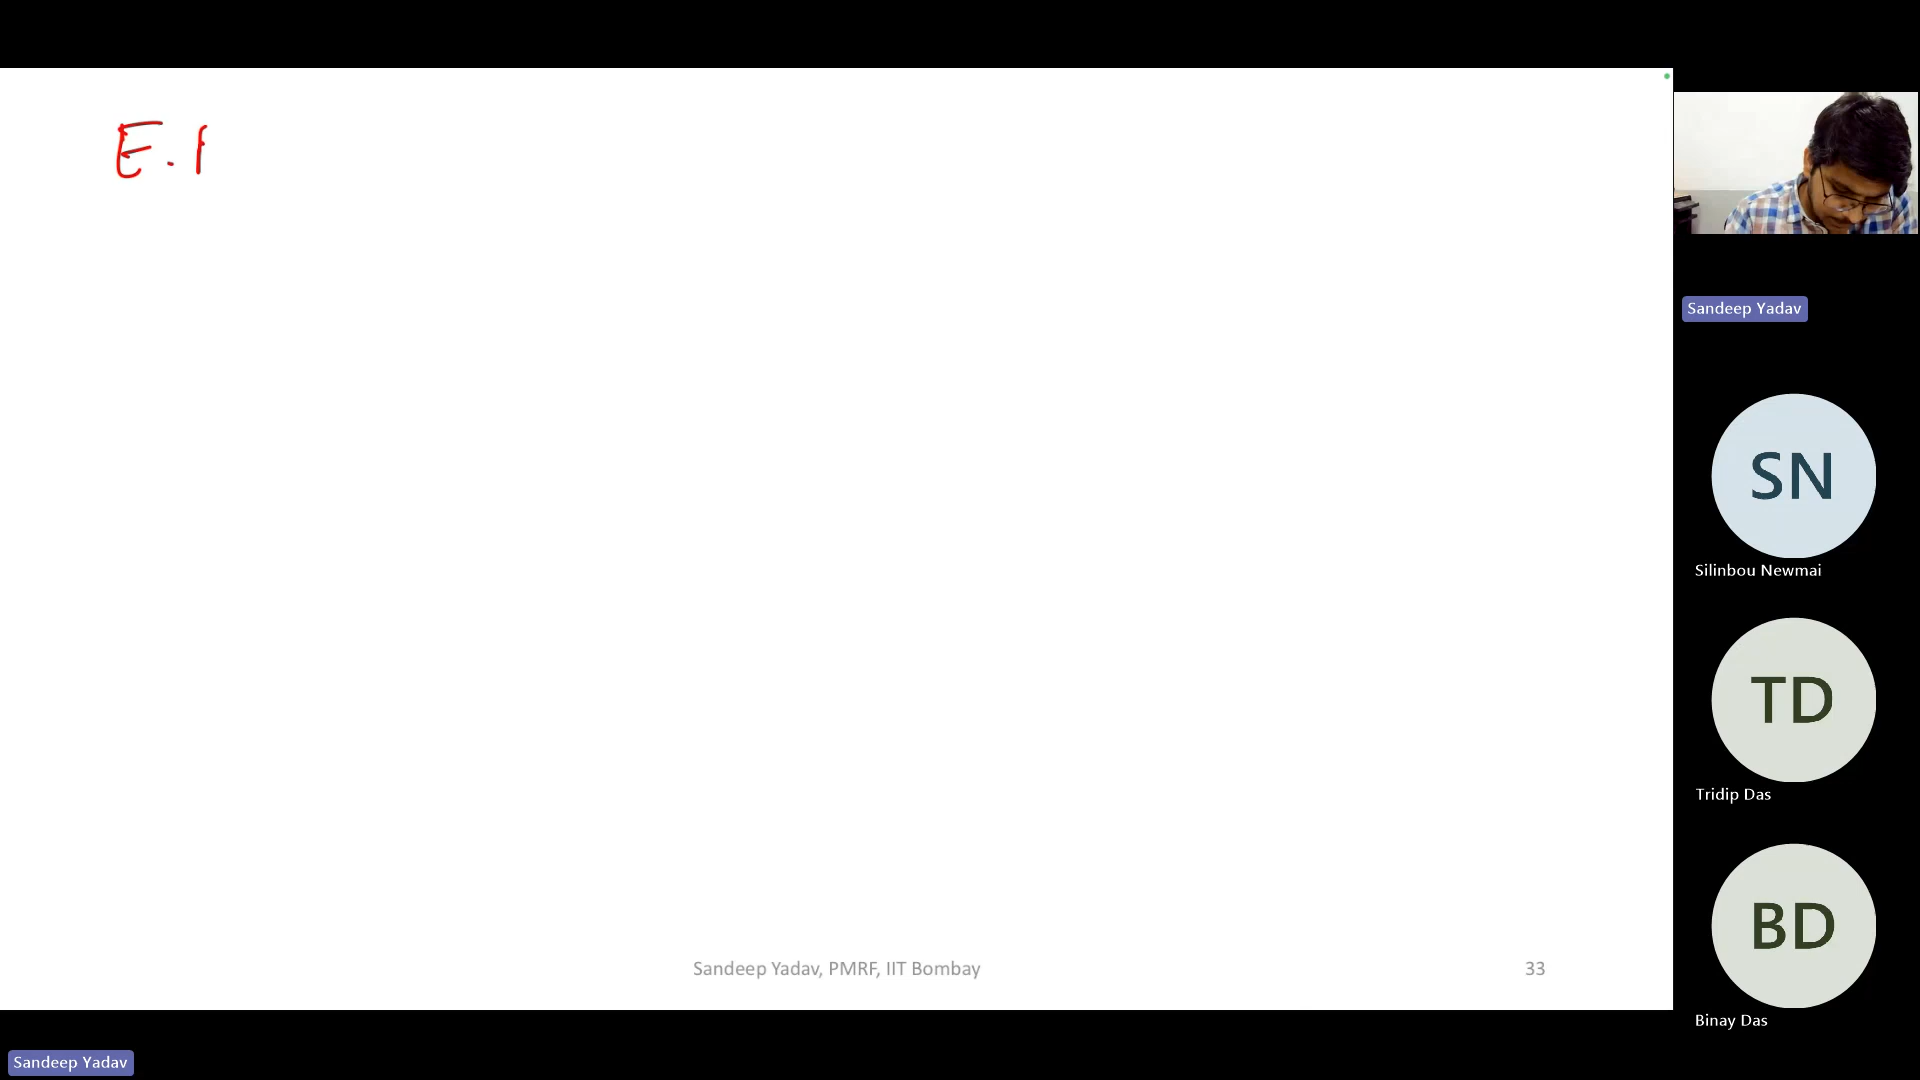 E.1
Sandeep Yadav
SN
Silinbou Newmai
TD
Tridip Das
BD
Binay Das
Sandeep Yadav, PMRF, IIT Bombay
33
Sandeep Yadav